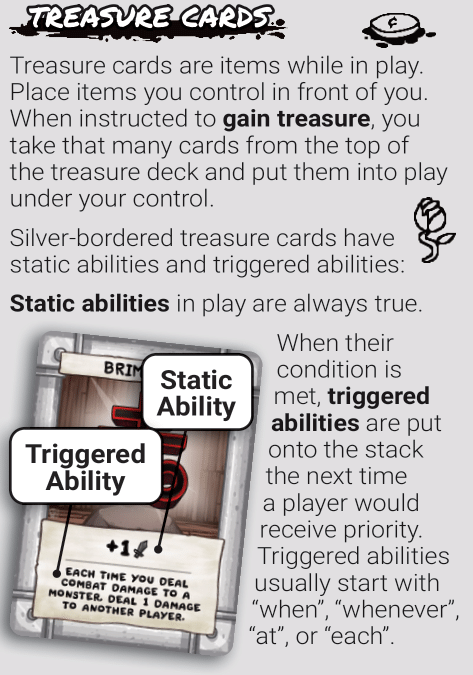 TREASURE CARDS
¢
Treasure cards are items while in play.
Place items you control in front of you.
When instructed to gain treasure, you
take that many cards from the top of
the treasure deck and put them into play
under your control.
Silver-bordered treasure cards have
static abilities and triggered abilities:
Static abilities in play are always true.
When their
condition is
met, triggered
abilities are put
onto the stack
the next time
a player would
receive priority.
Triggered abilities
usually start with
“when”, “whenever”,
“at”, or “each”.
BRIM
Static
Ability
Triggered
Ability
+1
EACH TIME YOU DEAL
COMBAT DAMAGE TO A
MONSTER, DEAL 1 DAMAGE
TO ANOTHER PLAYER.